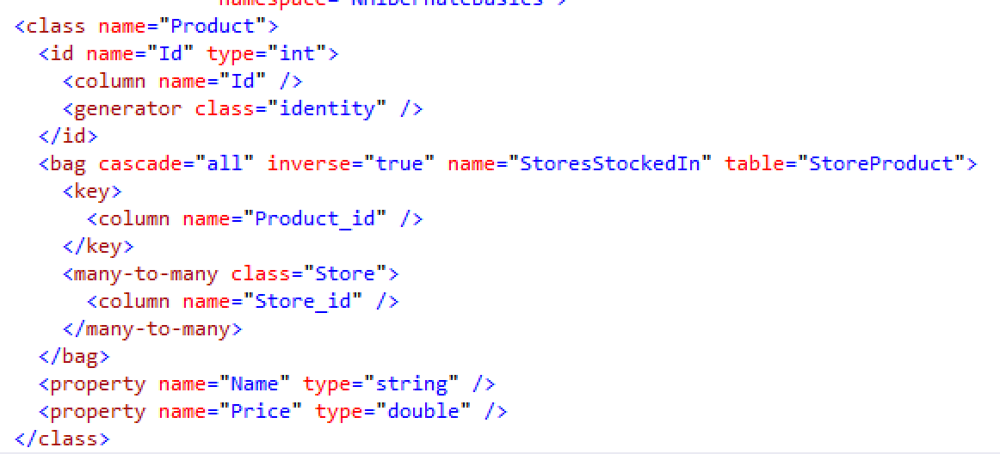 namespace="NHibernateBasics">
<class name="Product">
<id name="Id" type="int">
<column name="Id" />
<generator class="identity" />
</id>
<bag cascade="all" inverse="true" name="StoresStockedIn" table="StoreProduct">
<key>
<column name="Product_id" />
</key>
<many-to-many class="Store">
<column name="Store_id" />
</many-to-many>
</bag>
<property name="Name" type="string" />
<property name="Price" type="double" />
</class>